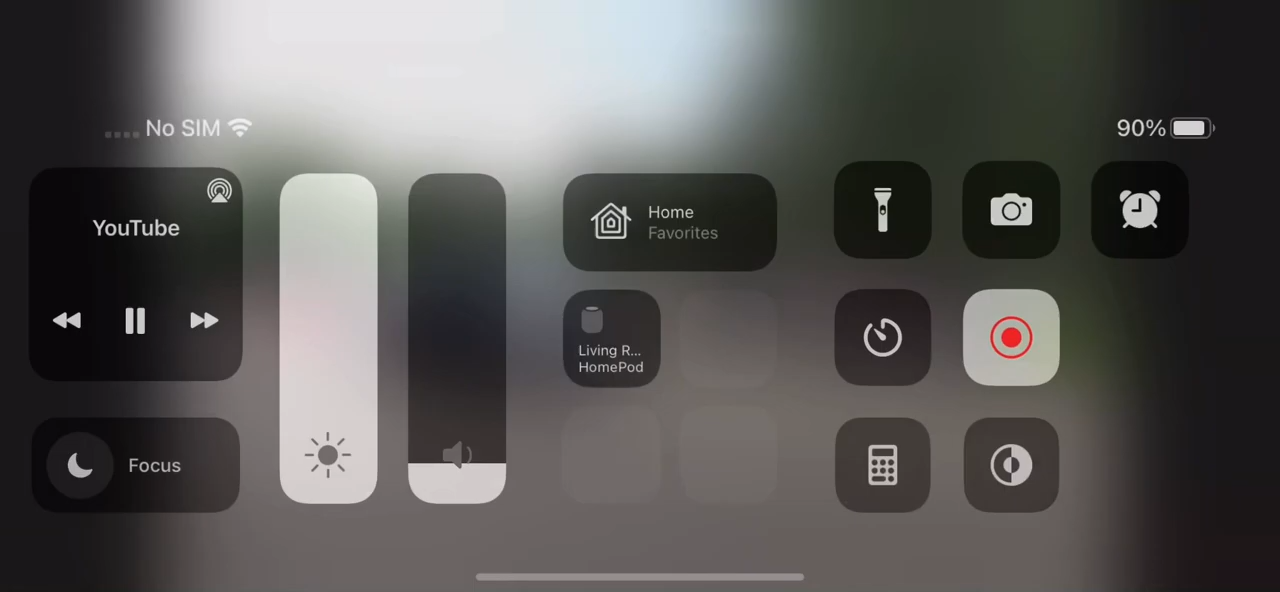 No SIM
90%
YouTube
Home
Favorites
Living R...
HomePod
Focus